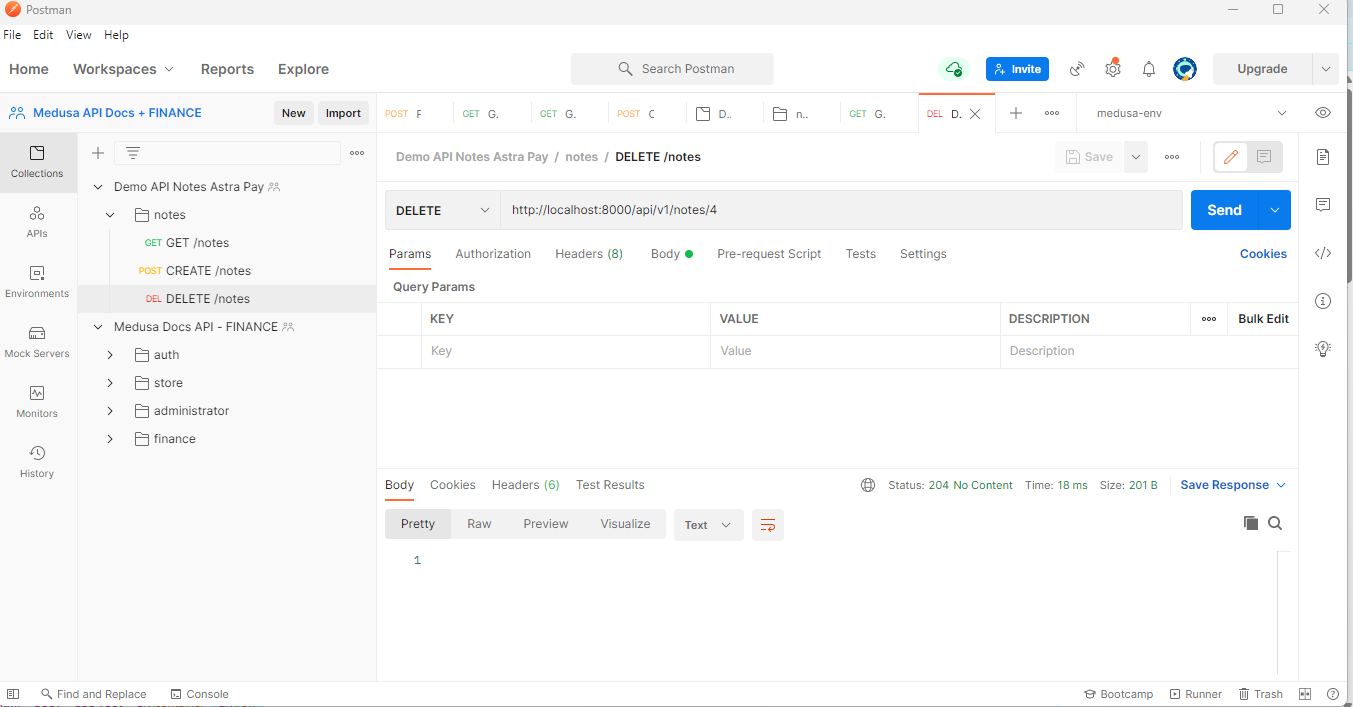 Postman
File Edit View Help
Home Workspaces Reports Explore Search Postman Invite Upgrade
Medusa API Docs + FINANCE New Import POST F GET G. GET G. POST C D.. n.. GET G. DEL D. medusa-env
Demo API Notes Astra Pay / notes / DELETE /notes Save
Collections
APIs
Environments
Mock Servers
Monitors
History
Demo API Notes Astra Pay
notes
GET GET /notes
POST CREATE /notes
DEL DELETE /notes
Medusa Docs API - FINANCE
auth
store
administrator
finance
DELETE http://localhost:8000/api/v1/notes/4 Send
Params Authorization Headers (8) Body Pre-request Script Tests Settings Cookies
Query Params
KEY VALUE DESCRIPTION Bulk Edit
Key Value Description
Body Cookies Headers (6) Test Results Status: 204 No Content Time: 18 ms Size: 201 B Save Response
Pretty Raw Preview Visualize Text
1
Find and Replace Console Bootcamp Runner Trash